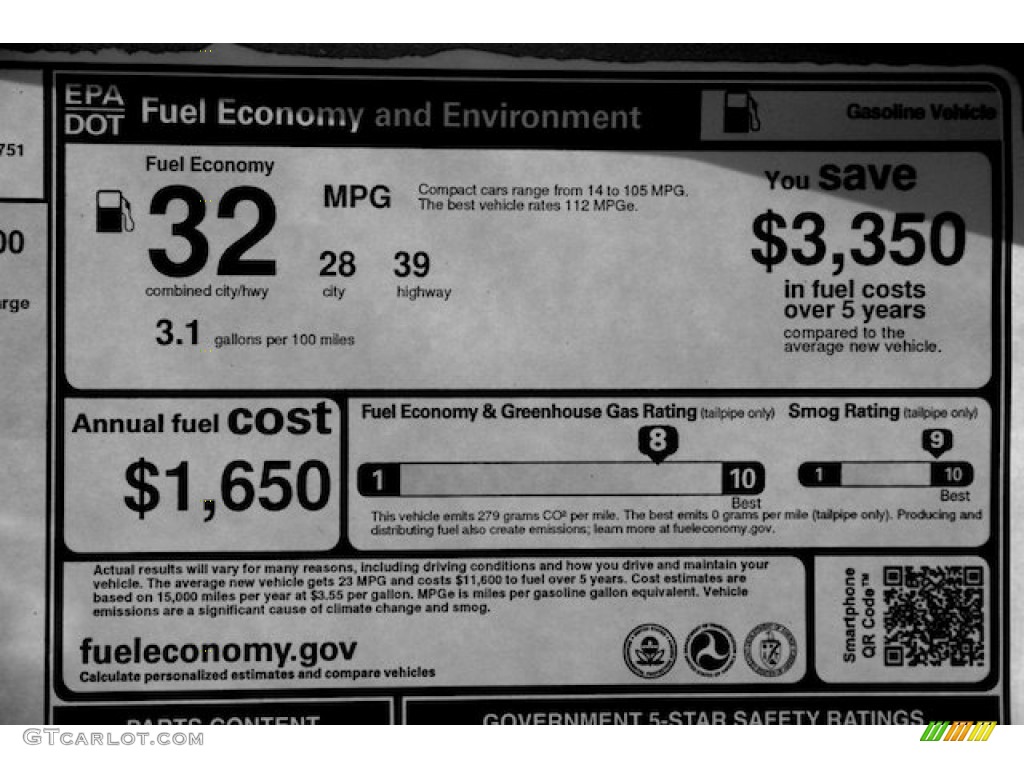 751
00
arge
EPA
DOT
Fuel Economy and Environment
Gasoline Vehicle
Fuel Economy
32
MPG
Compact cars range from 14 to 105 MPG.
The best vehicle rates 112 MPGe.
28
39
combined city/hwy
city
highway
3.1 gallons per 100 miles
You save
$3,350
in fuel costs
over 5 years
compared to the
average new vehicle.
Annual fuel cost
$1,650
Fuel Economy & Greenhouse Gas Rating (tailpipe only)
8
1
10
Best
Smog Rating (tailpipe only)
9
1
10
Best
This vehicle emits 279 grams CO² per mile. The best emits 0 grams per mile (tailpipe only). Producing and
distributing fuel also create emissions; learn more at fueleconomy.gov.
Actual results will vary for many reasons, including driving conditions and how you drive and maintain your
vehicle. The average new vehicle gets 23 MPG and costs $11,600 to fuel over 5 years. Cost estimates are
based on 15,000 miles per year at $3.55 per gallon. MPGe is miles per gasoline gallon equivalent. Vehicle
emissions are a significant cause of climate change and smog.
fueleconomy.gov
Calculate personalized estimates and compare vehicles
Smartphone
QR Code™
PARTS CONTENT
GOVERNMENT 5-STAR SAFETY RATINGS
GTcarlot.com